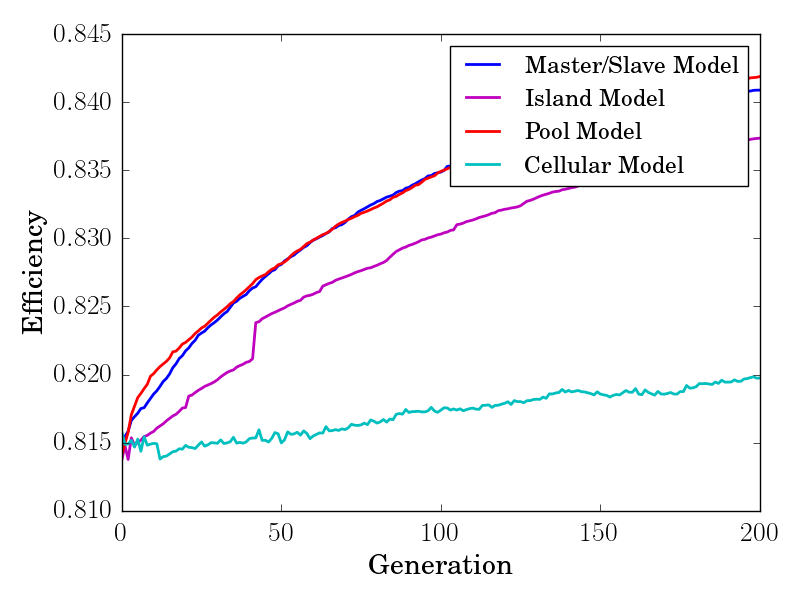 0.845
0.840
0.835
0.830
0.825
0.820
0.815
0.810
Efficiency
Master/Slave Model
Island Model
Pool Model
Cellular Model
0 50 100 150 200
Generation